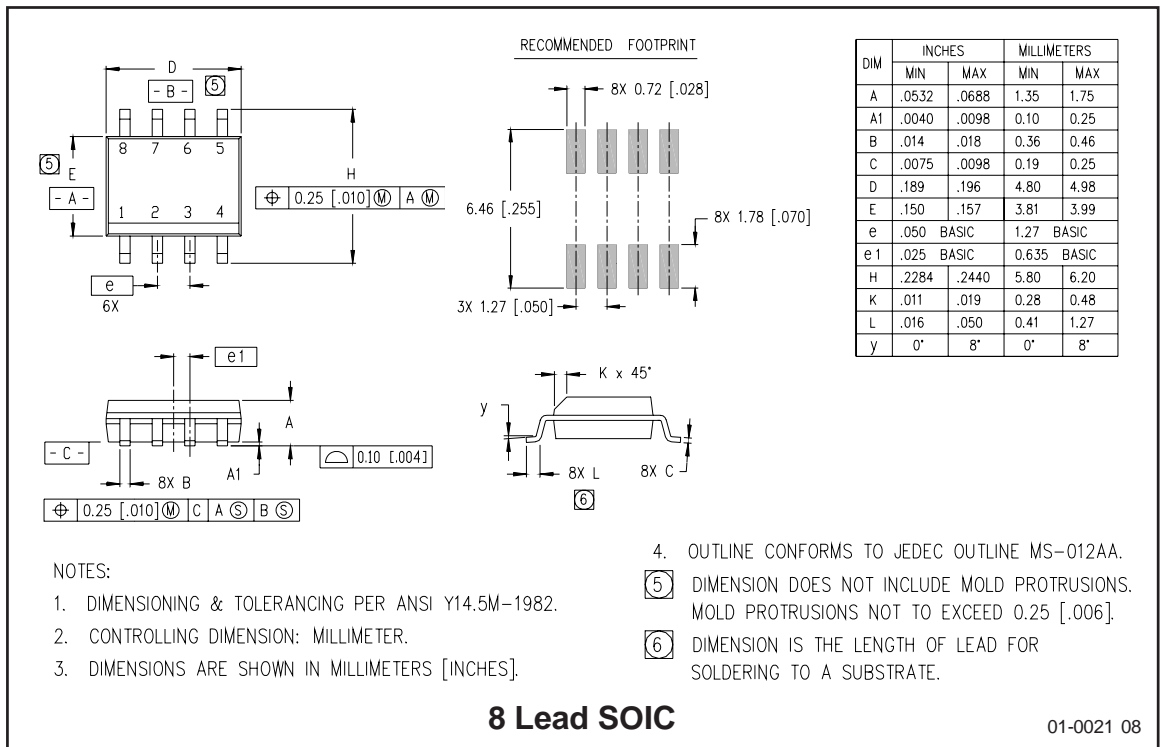 D
- B -
5
8 7 6 5
5
E
- A -
H
⌖ 0.25 [.010] Ⓜ A Ⓜ
1 2 3 4
e
6X
RECOMMENDED FOOTPRINT
8X 0.72 [.028]
6.46 [.255]
8X 1.78 [.070]
3X 1.27 [.050]
DIM INCHES MILLIMETERS
MIN MAX MIN MAX
A .0532 .0688 1.35 1.75
A1 .0040 .0098 0.10 0.25
B .014 .018 0.36 0.46
C .0075 .0098 0.19 0.25
D .189 .196 4.80 4.98
E .150 .157 3.81 3.99
e .050 BASIC 1.27 BASIC
e1 .025 BASIC 0.635 BASIC
H .2284 .2440 5.80 6.20
K .011 .019 0.28 0.48
L .016 .050 0.41 1.27
y 0° 8° 0° 8°
e1
A
- C -
8X B
A1
⌓ 0.10 [.004]
⌖ 0.25 [.010] Ⓜ C A Ⓢ B Ⓢ
K x 45°
y
8X L
6
8X C
NOTES:
1. DIMENSIONING & TOLERANCING PER ANSI Y14.5M-1982.
2. CONTROLLING DIMENSION: MILLIMETER.
3. DIMENSIONS ARE SHOWN IN MILLIMETERS [INCHES].
4. OUTLINE CONFORMS TO JEDEC OUTLINE MS-012AA.
5 DIMENSION DOES NOT INCLUDE MOLD PROTRUSIONS.
MOLD PROTRUSIONS NOT TO EXCEED 0.25 [.006].
6 DIMENSION IS THE LENGTH OF LEAD FOR
SOLDERING TO A SUBSTRATE.
8 Lead SOIC
01-0021 08